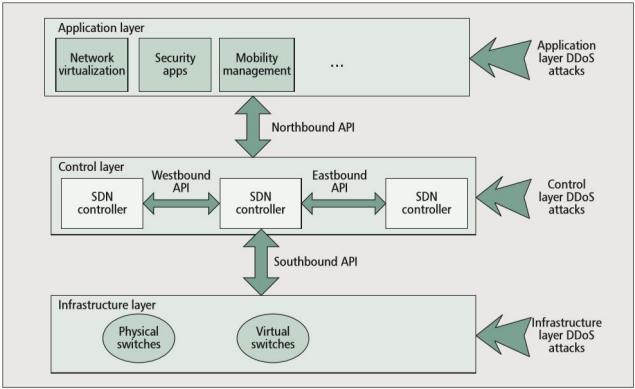 Application layer
Network
virtualization
Security
apps
Mobility
management
...
Application
layer DDoS
attacks
Northbound API
Control layer
Westbound
API
Eastbound
API
SDN
controller
SDN
controller
SDN
controller
Control
layer DDoS
attacks
Southbound API
Infrastructure layer
Physical
switches
Virtual
switches
Infrastructure
layer DDoS
attacks